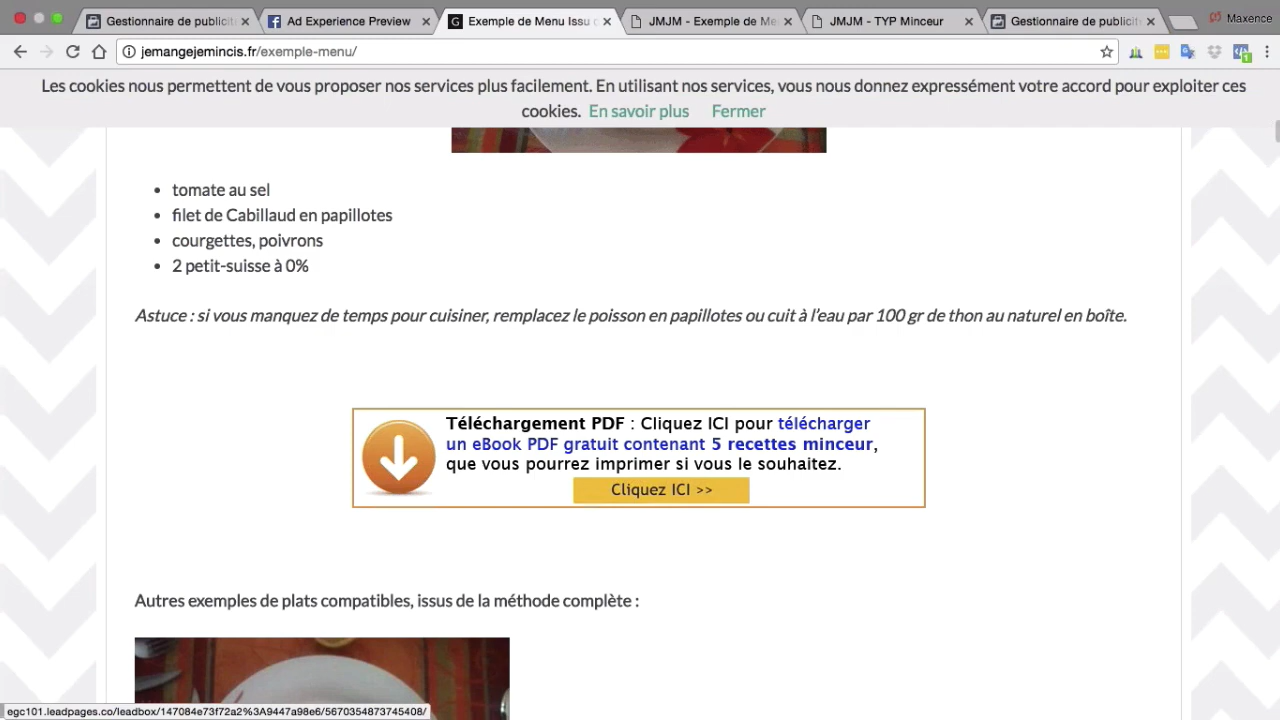 Gestionnaire de publicit
Ad Experience Preview
Exemple de Menu Issu d
JMJM - Exemple de Me
JMJM - TYP Minceur
Gestionnaire de publicit
Maxence
jemangejemincis.fr/exemple-menu/
Les cookies nous permettent de vous proposer nos services plus facilement. En utilisant nos services, vous nous donnez expressément votre accord pour exploiter ces
cookies. En savoir plus Fermer
• tomate au sel
• filet de Cabillaud en papillotes
• courgettes, poivrons
• 2 petit-suisse à 0%
Astuce : si vous manquez de temps pour cuisiner, remplacez le poisson en papillotes ou cuit à l'eau par 100 gr de thon au naturel en boîte.
Téléchargement PDF : Cliquez ICI pour télécharger
un eBook PDF gratuit contenant 5 recettes minceur,
que vous pourrez imprimer si vous le souhaitez.
Cliquez ICI >>
Autres exemples de plats compatibles, issus de la méthode complète :
egc101.leadpages.co/leadbox/147084e73f72a2%3A9447a98e6/5670354873745408/